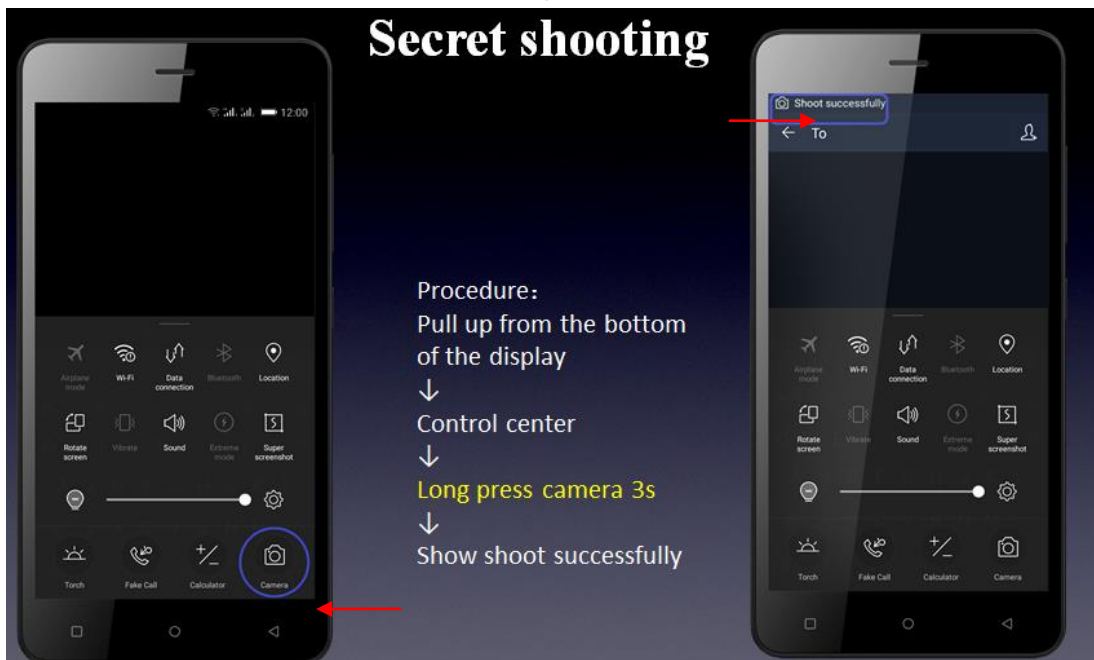 Secret shooting
12:00
Airplane mode
Wi-Fi
Data connection
Bluetooth
Location
Rotate screen
Vibrate
Sound
Extreme mode
Super screenshot
Torch
Fake Call
Calculator
Camera
Procedure：
Pull up from the bottom
of the display
↓
Control center
↓
Long press camera 3s
↓
Show shoot successfully
Shoot successfully
To
Airplane mode
Wi-Fi
Data connection
Bluetooth
Location
Rotate screen
Vibrate
Sound
Extreme mode
Super screenshot
Torch
Fake Call
Calculator
Camera